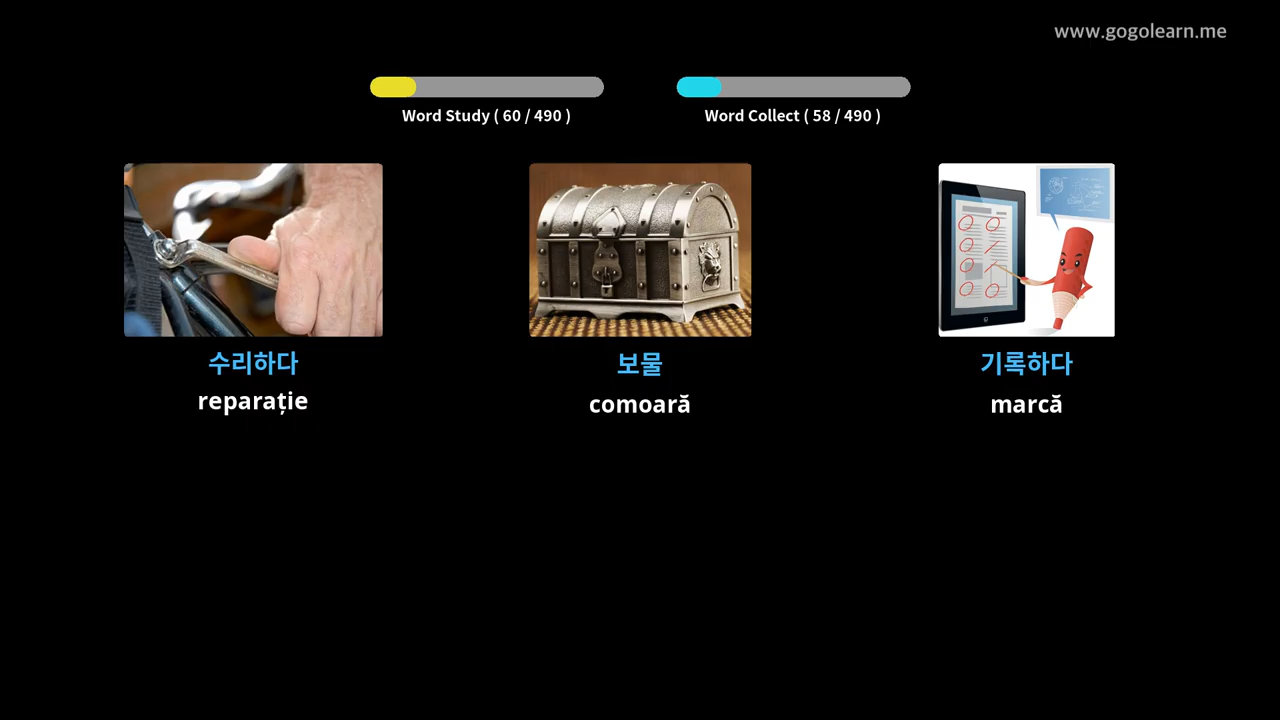 www.gogolearn.me
Word Study ( 60 / 490 )
Word Collect ( 58 / 490 )
수리하다
보물
기록하다
reparație
comoară
marcă